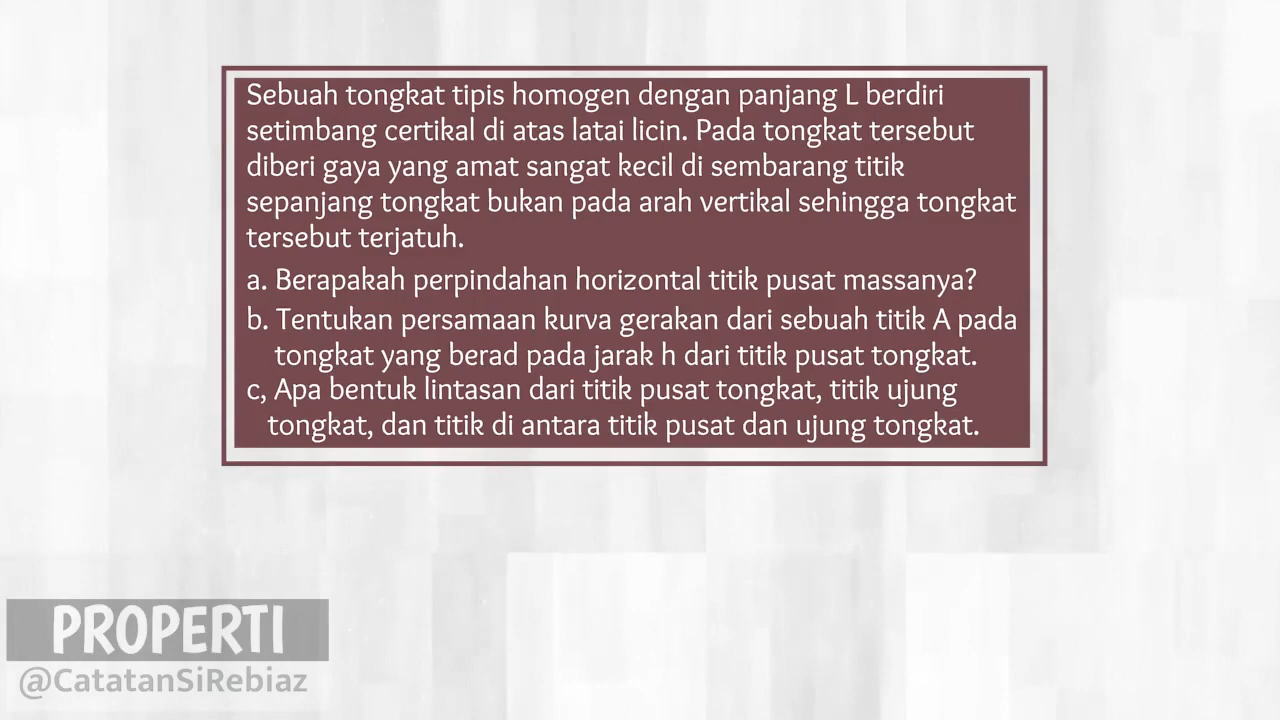 Sebuah tongkat tipis homogen dengan panjang L berdiri
setimbang certikal di atas latai licin. Pada tongkat tersebut
diberi gaya yang amat sangat kecil di sembarang titik
sepanjang tongkat bukan pada arah vertikal sehingga tongkat
tersebut terjatuh.
a. Berapakah perpindahan horizontal titik pusat massanya?
b. Tentukan persamaan kurva gerakan dari sebuah titik A pada
tongkat yang berad pada jarak h dari titik pusat tongkat.
c, Apa bentuk lintasan dari titik pusat tongkat, titik ujung
tongkat, dan titik di antara titik pusat dan ujung tongkat.
PROPERTI
@CatatanSiRebiaz